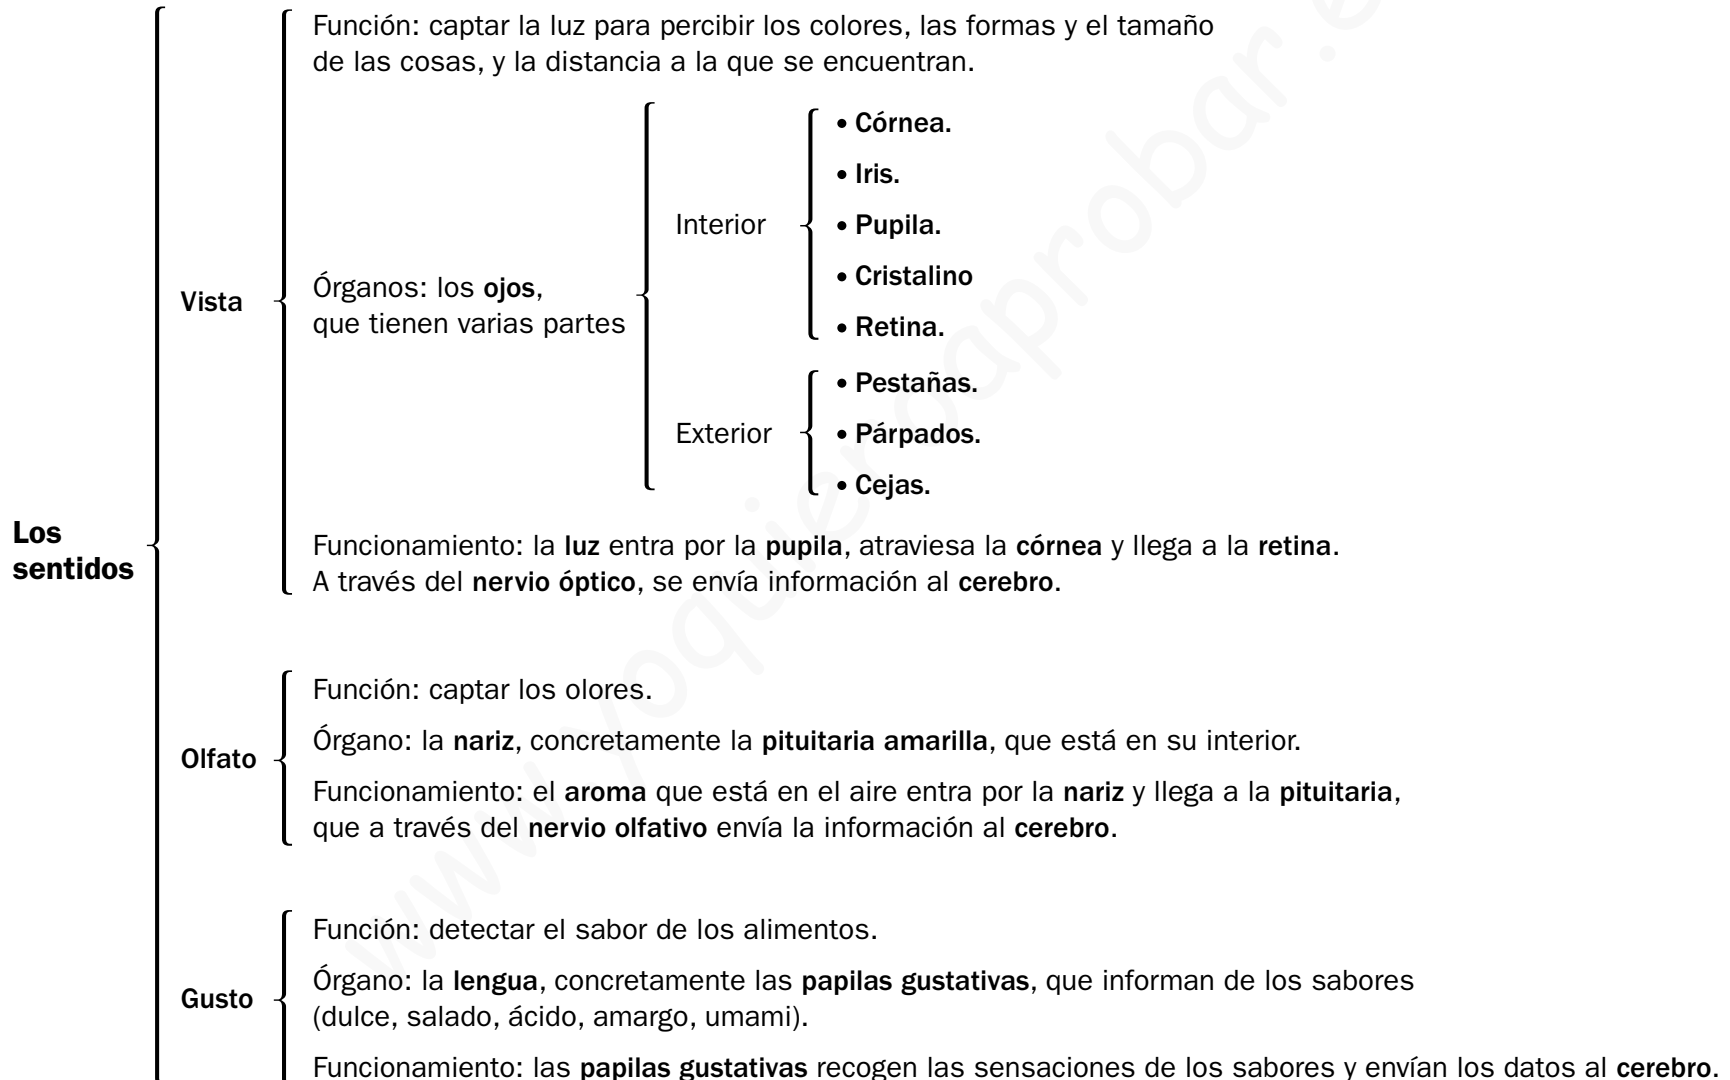 Función: captar la luz para percibir los colores, las formas y el tamaño
de las cosas, y la distancia a la que se encuentran.
• Córnea.
• Iris.
Interior
• Pupila.
• Cristalino
• Retina.
Vista
Órganos: los ojos,
que tienen varias partes
• Pestañas.
Exterior
• Párpados.
• Cejas.
Los
sentidos
Funcionamiento: la luz entra por la pupila, atraviesa la córnea y llega a la retina.
A través del nervio óptico, se envía información al cerebro.
Función: captar los olores.
Olfato
Órgano: la nariz, concretamente la pituitaria amarilla, que está en su interior.
Funcionamiento: el aroma que está en el aire entra por la nariz y llega a la pituitaria,
que a través del nervio olfativo envía la información al cerebro.
Función: detectar el sabor de los alimentos.
Gusto
Órgano: la lengua, concretamente las papilas gustativas, que informan de los sabores
(dulce, salado, ácido, amargo, umami).
Funcionamiento: las papilas gustativas recogen las sensaciones de los sabores y envían los datos al cerebro.
www.yoquieroaprobar.e